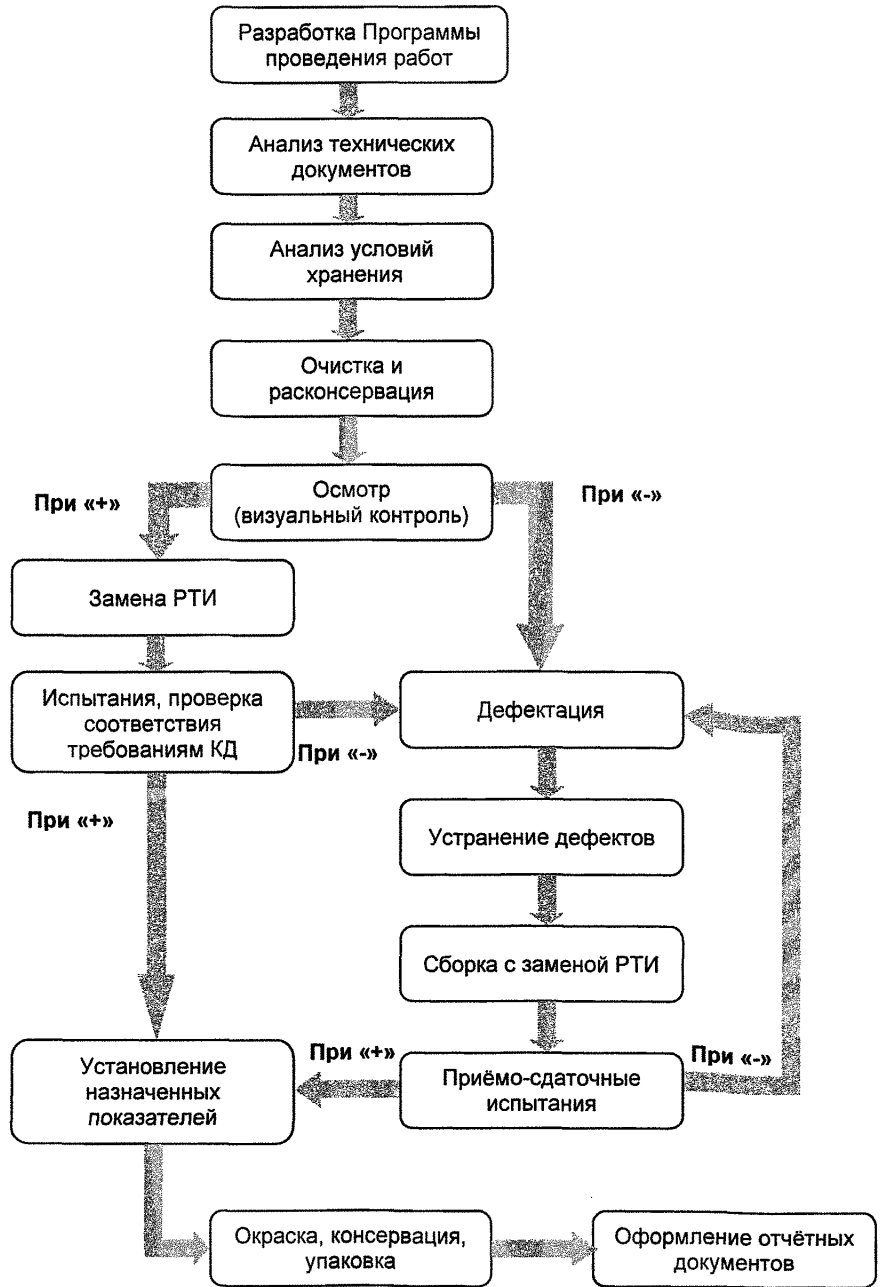 Разработка Программы
проведения работ
Анализ технических
документов
Анализ условий
хранения
Очистка и
расконсервация
Осмотр
(визуальный контроль)
При «+»
При «-»
Замена РТИ
Испытания, проверка
соответствия
требованиям КД
При «-»
Дефектация
При «+»
Устранение дефектов
Сборка с заменой РТИ
Установление
назначенных
показателей
При «+»
Приёмо-сдаточные
испытания
При «-»
Окраска, консервация,
упаковка
Оформление отчётных
документов